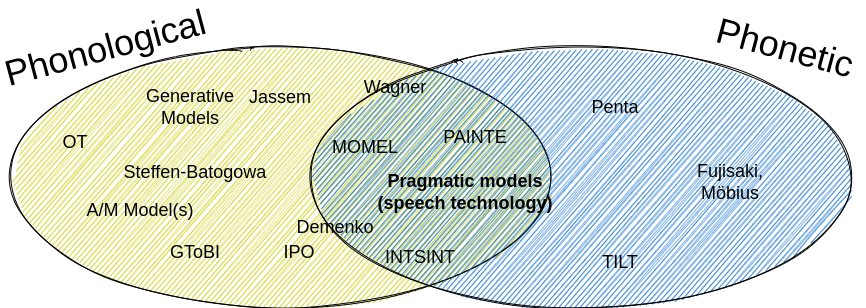 Phonological
Phonetic
Generative
Models
Jassem
Wagner
Penta
OT
MOMEL
PAINTE
Steffen-Batogowa
Pragmatic models
(speech technology)
Fujisaki,
Möbius
A/M Model(s)
Demenko
GToBI
IPO
INTSINT
TILT